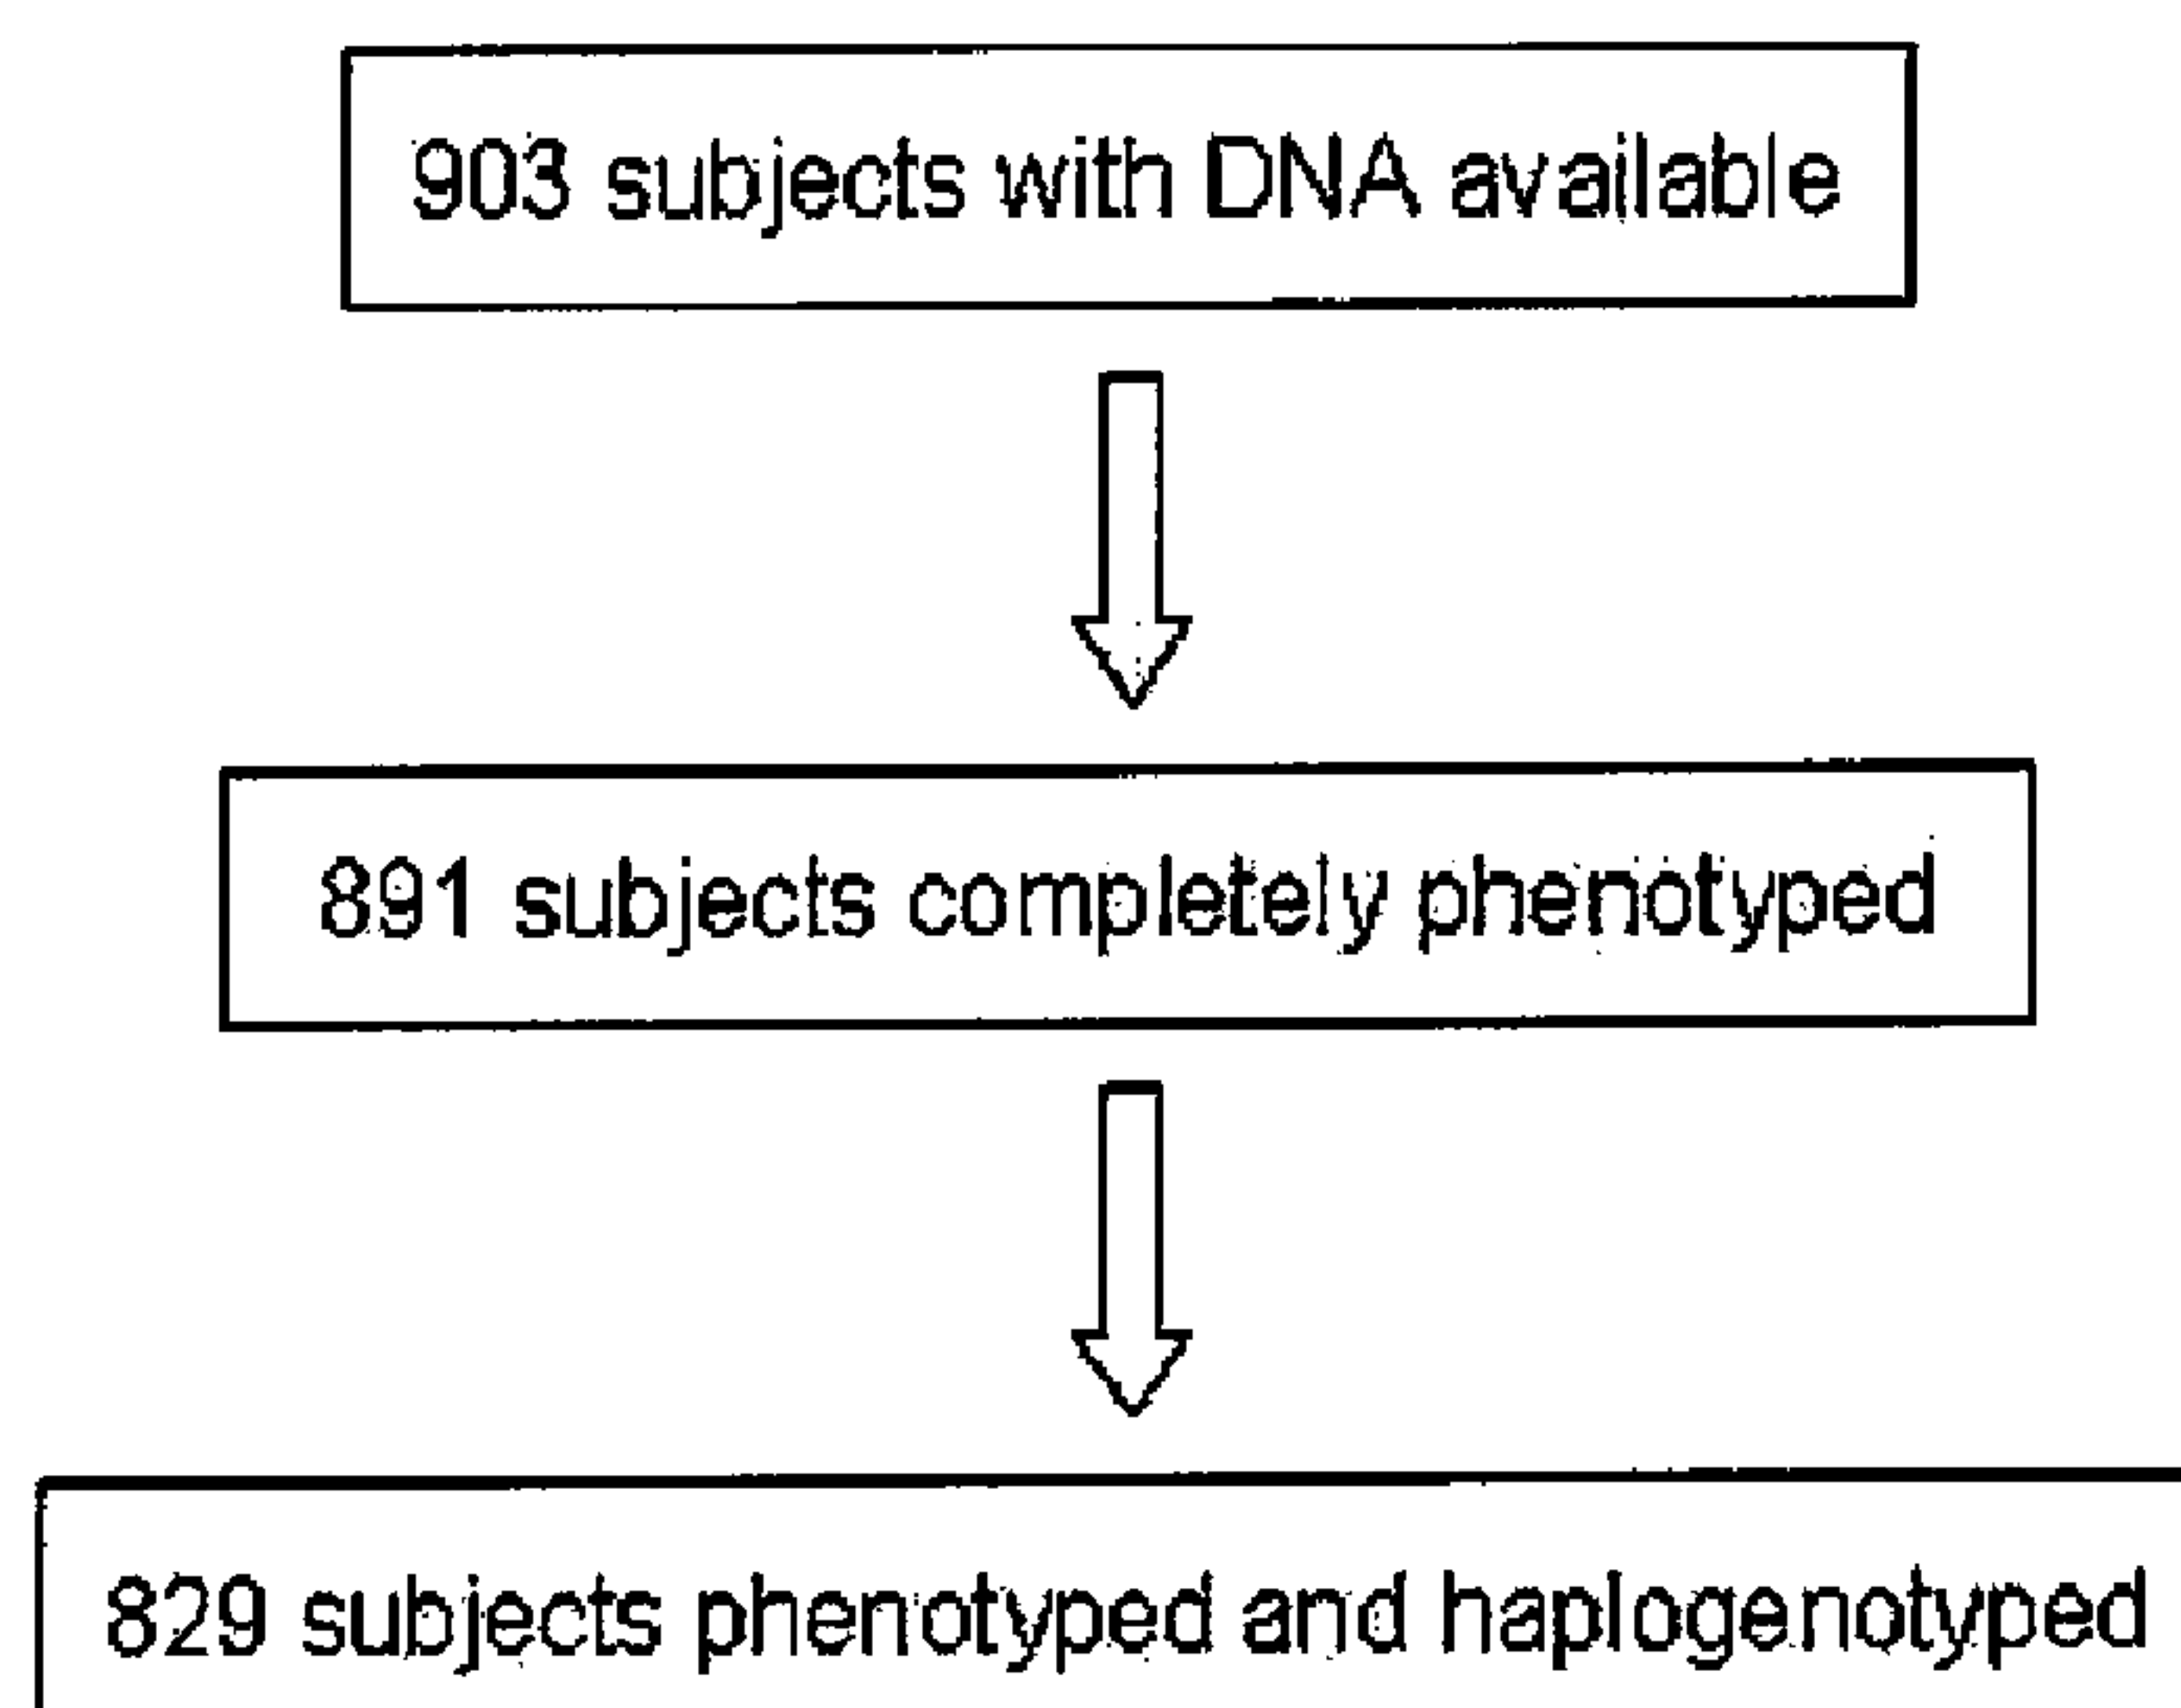 903 subjects with DNA available
891 subjects completely phenotyped
829 subjects phenotyped and haplogenotyped